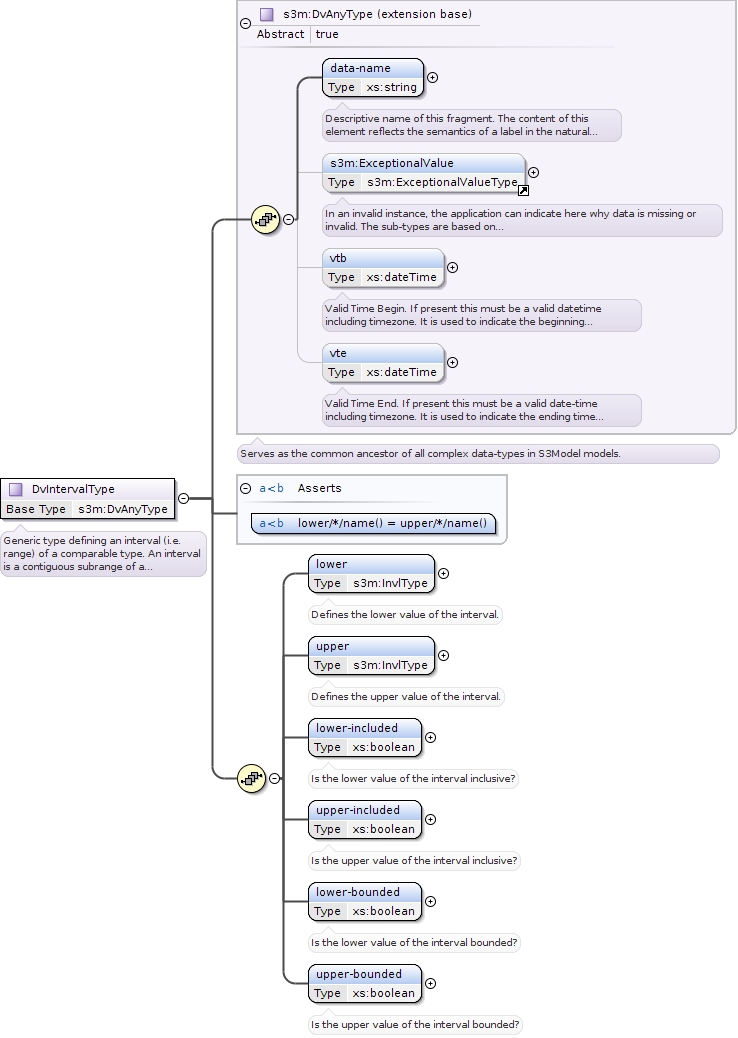 s3m:DvAnyType (extension base)
Abstract true
data-name
Type xs:string
Descriptive name of this fragment. The content of this
element reflects the semantics of a label in the natural...
s3m:ExceptionalValue
Type s3m:ExceptionalValueType
In an invalid instance, the application can indicate here why data is missing or
invalid. The sub-types are based on...
vtb
Type xs:dateTime
Valid Time Begin. If present this must be a valid datetime
including timezone. It is used to indicate the beginning...
vte
Type xs:dateTime
Valid Time End. If present this must be a valid date-time
including timezone. It is used to indicate the ending time...
Serves as the common ancestor of all complex data-types in S3Model models.
DvIntervalType
Base Type s3m:DvAnyType
Generic type defining an interval (i.e.
range) of a comparable type. An interval
is a contiguous subrange of a...
a<b Asserts
a<b lower/*/name() = upper/*/name()
lower
Type s3m:InvlType
Defines the lower value of the interval.
upper
Type s3m:InvlType
Defines the upper value of the interval.
lower-included
Type xs:boolean
Is the lower value of the interval inclusive?
upper-included
Type xs:boolean
Is the upper value of the interval inclusive?
lower-bounded
Type xs:boolean
Is the lower value of the interval bounded?
upper-bounded
Type xs:boolean
Is the upper value of the interval bounded?